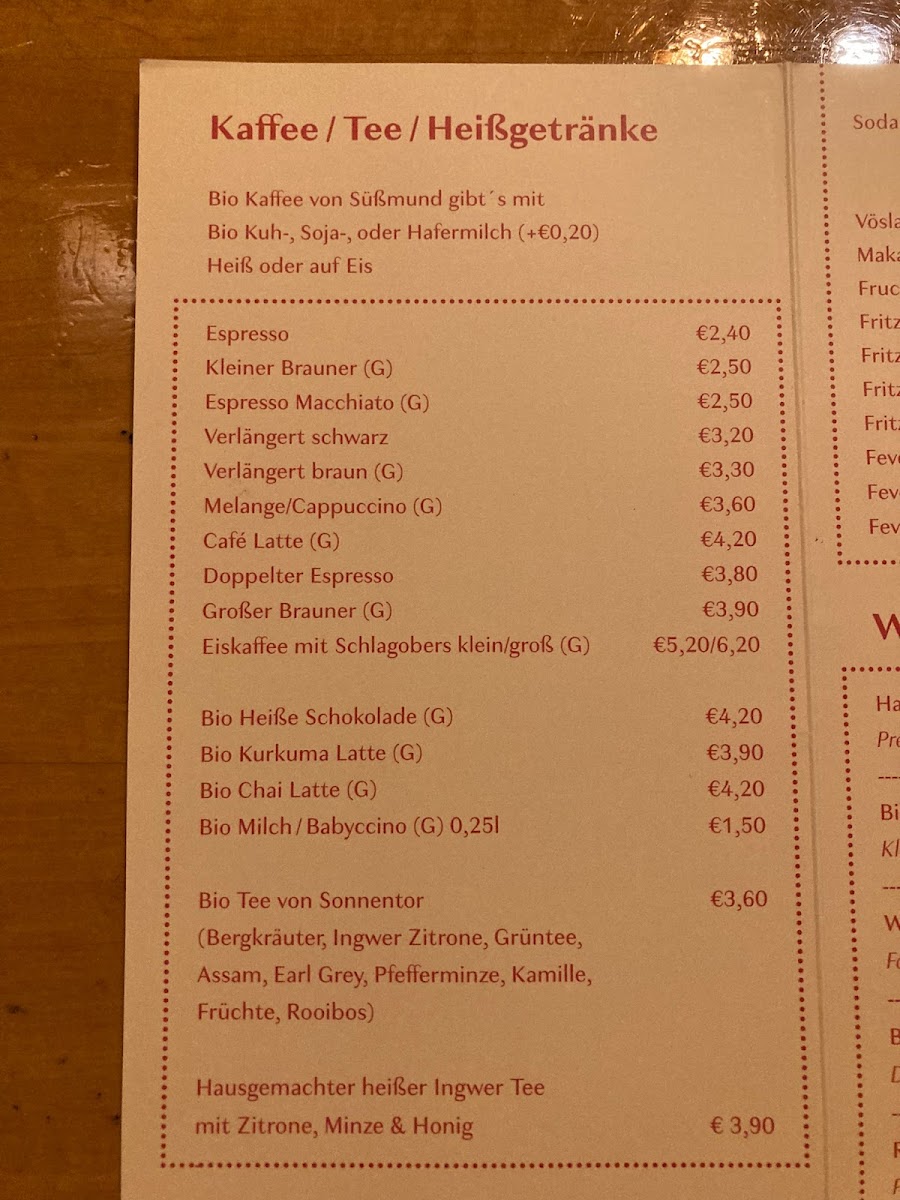 Kaffee / Tee / Heißgetränke
Bio Kaffee von Süßmund gibt´s mit
Bio Kuh-, Soja-, oder Hafermilch (+€0,20)
Heiß oder auf Eis
Espresso €2,40
Kleiner Brauner (G) €2,50
Espresso Macchiato (G) €2,50
Verlängert schwarz €3,20
Verlängert braun (G) €3,30
Melange/Cappuccino (G) €3,60
Café Latte (G) €4,20
Doppelter Espresso €3,80
Großer Brauner (G) €3,90
Eiskaffee mit Schlagobers klein/groß (G) €5,20/6,20
Bio Heiße Schokolade (G) €4,20
Bio Kurkuma Latte (G) €3,90
Bio Chai Latte (G) €4,20
Bio Milch / Babyccino (G) 0,25l €1,50
Bio Tee von Sonnentor €3,60
(Bergkräuter, Ingwer Zitrone, Grüntee,
Assam, Earl Grey, Pfefferminze, Kamille,
Früchte, Rooibos)
Hausgemachter heißer Ingwer Tee
mit Zitrone, Minze & Honig € 3,90
Soda
Fritz
Fritz
Fritz